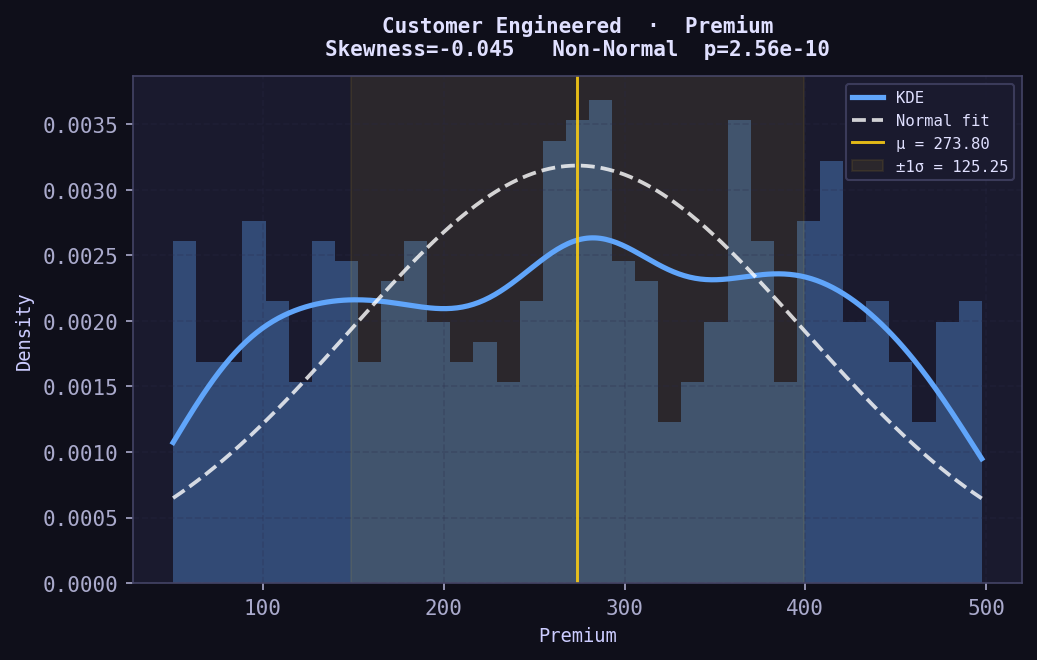 Customer Engineered · Premium
Skewness=-0.045 Non-Normal p=2.56e-10
KDE
Normal fit
μ = 273.80
±1σ = 125.25
Density
0.0035
0.0030
0.0025
0.0020
0.0015
0.0010
0.0005
0.0000
100 200 300 400 500
Premium